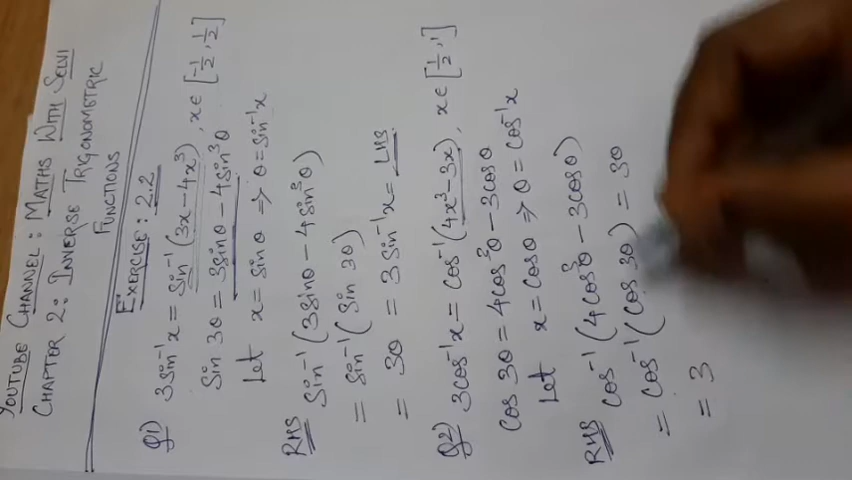 YOUTUBE CHANNEL: MATHS WITH SELVI
CHAPTER 2: INVERSE TRIGONOMETRIC
FUNCTIONS
EXERCISE: 2.2
Q1) 3sin⁻¹x = sin⁻¹(3x-4x³), x∈[-1/2, 1/2]
Sin 3θ = 3sinθ - 4sin³θ
Let x = sinθ ⇒ θ = sin⁻¹x
RHS sin⁻¹(3sinθ - 4sin³θ)
= sin⁻¹(sin 3θ)
= 3θ = 3sin⁻¹x = LHS
Q2) 3cos⁻¹x = cos⁻¹(4x³-3x), x∈[1/2, 1]
Cos 3θ = 4cos³θ - 3cosθ
Let x = cosθ ⇒ θ = cos⁻¹x
RHS cos⁻¹(4cos³θ - 3cosθ)
= cos⁻¹(cos 3θ) = 3θ
= 3